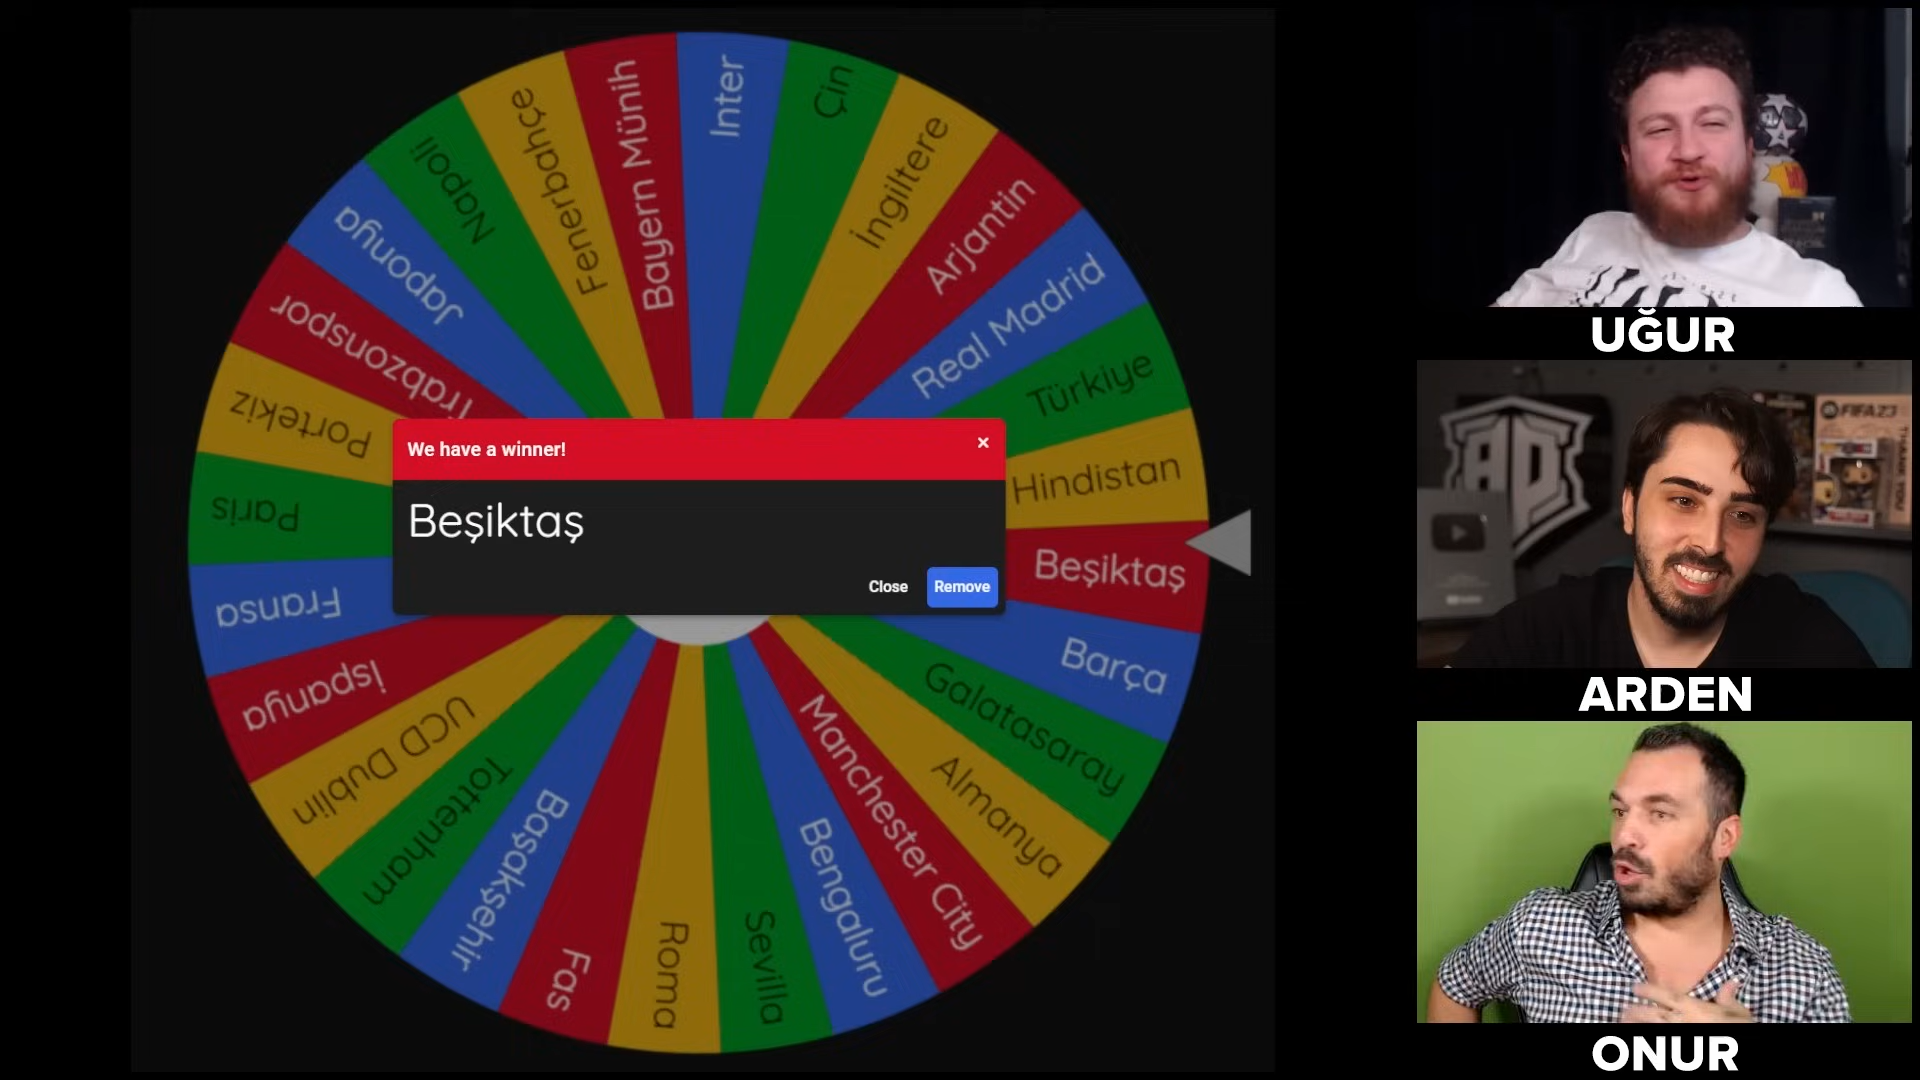 We have a winner!
×
Beşiktaş
Close
Remove
Inter
Çin
İngiltere
Arjantin
Real Madrid
Türkiye
Hindistan
Beşiktaş
Barça
Galatasaray
Almanya
Manchester City
Bengaluru
Sevilla
Roma
Fas
Başakşehir
Tottenham
UCD Dublin
İspanya
Fransa
Paris
Portekiz
Trabzonspor
Japonya
Napoli
Fenerbahçe
Bayern Münih
UĞUR
FIFA 23
ARDEN
ONUR